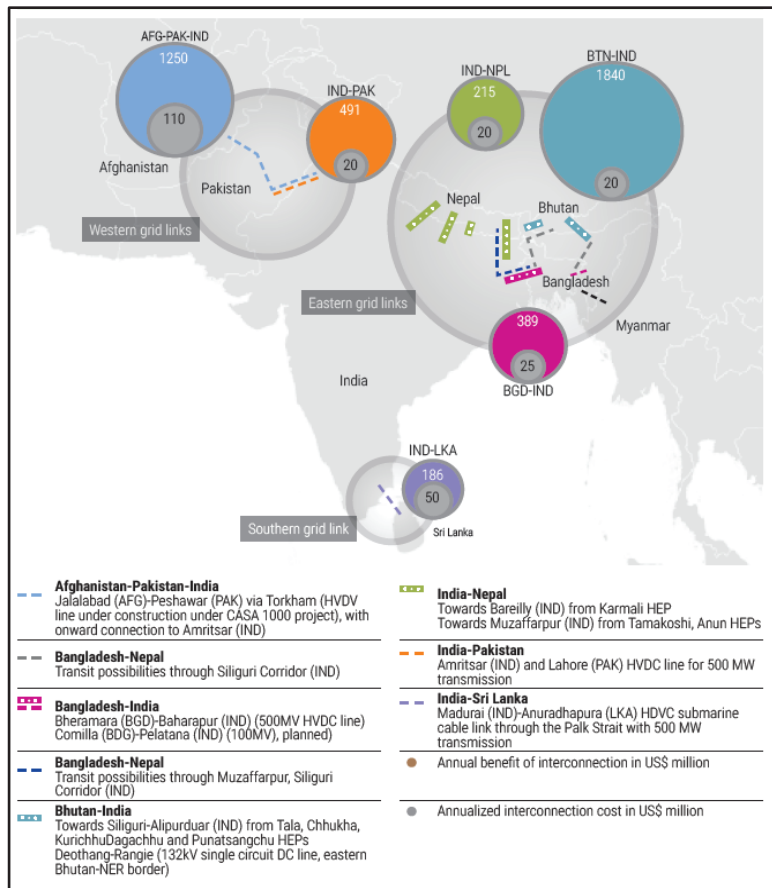 AFG-PAK-IND
1250
110
Afghanistan
IND-PAK
491
20
Pakistan
Western grid links
IND-NPL
215
20
BTN-IND
1840
20
Nepal
Bhutan
Bangladesh
Eastern grid links
Myanmar
389
25
BGD-IND
India
IND-LKA
186
50
Southern grid link
Sri Lanka
Afghanistan-Pakistan-India
Jalalabad (AFG)-Peshawar (PAK) via Torkham (HVDV
line under construction under CASA 1000 project), with
onward connection to Amritsar (IND)
Bangladesh-Nepal
Transit possibilities through Siliguri Corridor (IND)
Bangladesh-India
Bheramara (BGD)-Baharapur (IND) (500MV HVDC line)
Comilla (BDG)-Pelatana (IND) (100MV), planned)
Bangladesh-Nepal
Transit possibilities through Muzaffarpur, Siliguri
Corridor (IND)
Bhutan-India
Towards Siliguri-Alipurduar (IND) from Tala, Chhukha,
KurichhuDagachhu and Punatsangchu HEPs
Deothang-Rangie (132kV single circuit DC line, eastern
Bhutan-NER border)
India-Nepal
Towards Bareilly (IND) from Karmali HEP
Towards Muzaffarpur (IND) from Tamakoshi, Anun HEPs
India-Pakistan
Amritsar (IND) and Lahore (PAK) HVDC line for 500 MW
transmission
India-Sri Lanka
Madurai (IND)-Anuradhapura (LKA) HDVC submarine
cable link through the Palk Strait with 500 MW
transmission
Annual benefit of interconnection in US$ million
Annualized interconnection cost in US$ million